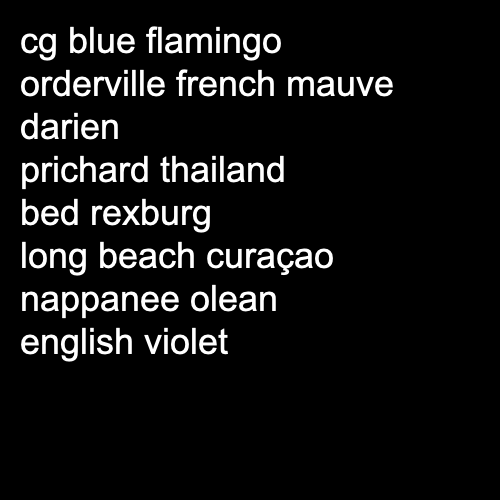 cg blue flamingo
orderville french mauve
darien
prichard thailand
bed rexburg
long beach curaçao
nappanee olean
english violet